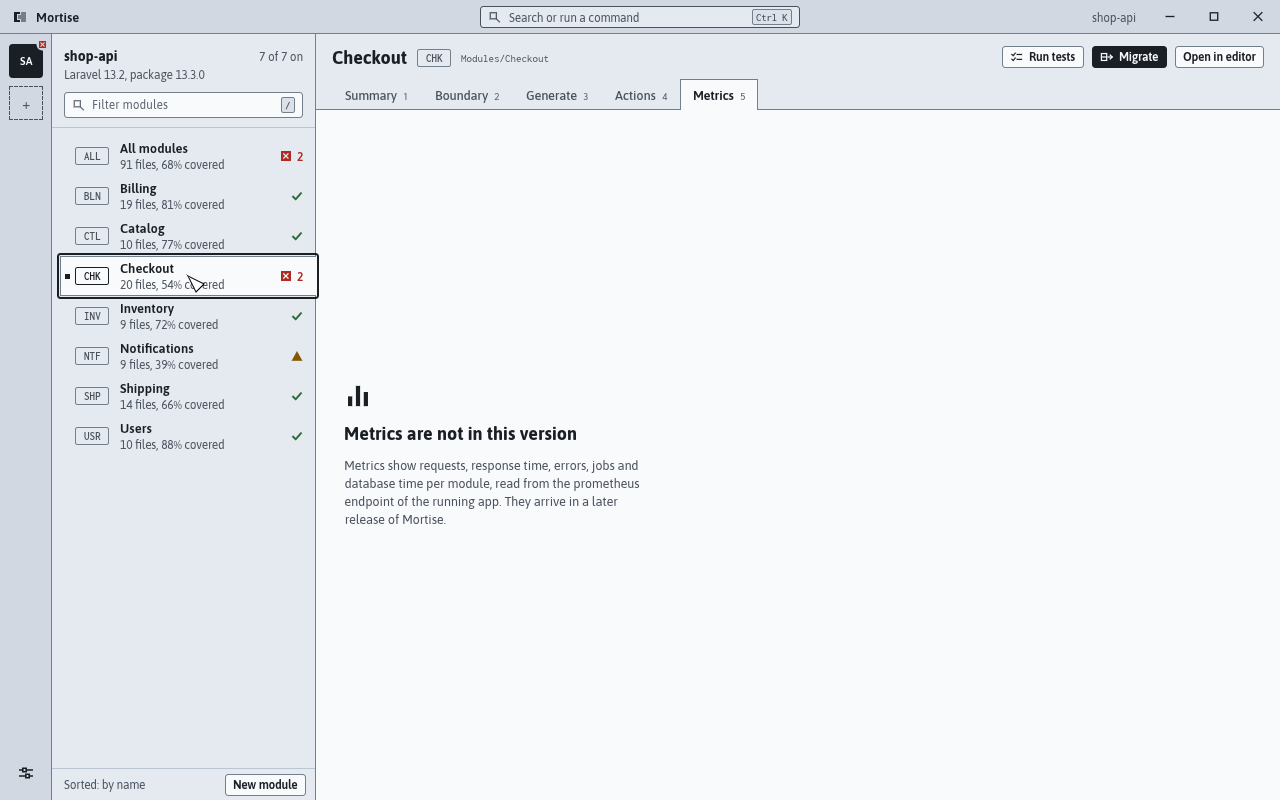 Mortise
Search or run a command
Ctrl K
shop-api
SA
+
shop-api
7 of 7 on
Laravel 13.2, package 13.3.0
Filter modules
/
ALL
All modules
91 files, 68% covered
2
BLN
Billing
19 files, 81% covered
CTL
Catalog
10 files, 77% covered
CHK
Checkout
20 files, 54% covered
2
INV
Inventory
9 files, 72% covered
NTF
Notifications
9 files, 39% covered
SHP
Shipping
14 files, 66% covered
USR
Users
10 files, 88% covered
Sorted: by name
New module
Checkout
CHK
Modules/Checkout
Run tests
Migrate
Open in editor
Summary 1
Boundary 2
Generate 3
Actions 4
Metrics 5
Metrics are not in this version
Metrics show requests, response time, errors, jobs and
database time per module, read from the prometheus
endpoint of the running app. They arrive in a later
release of Mortise.